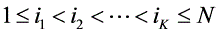 1 ≤ i₁ < i₂ < ⋯ < i_K ≤ N